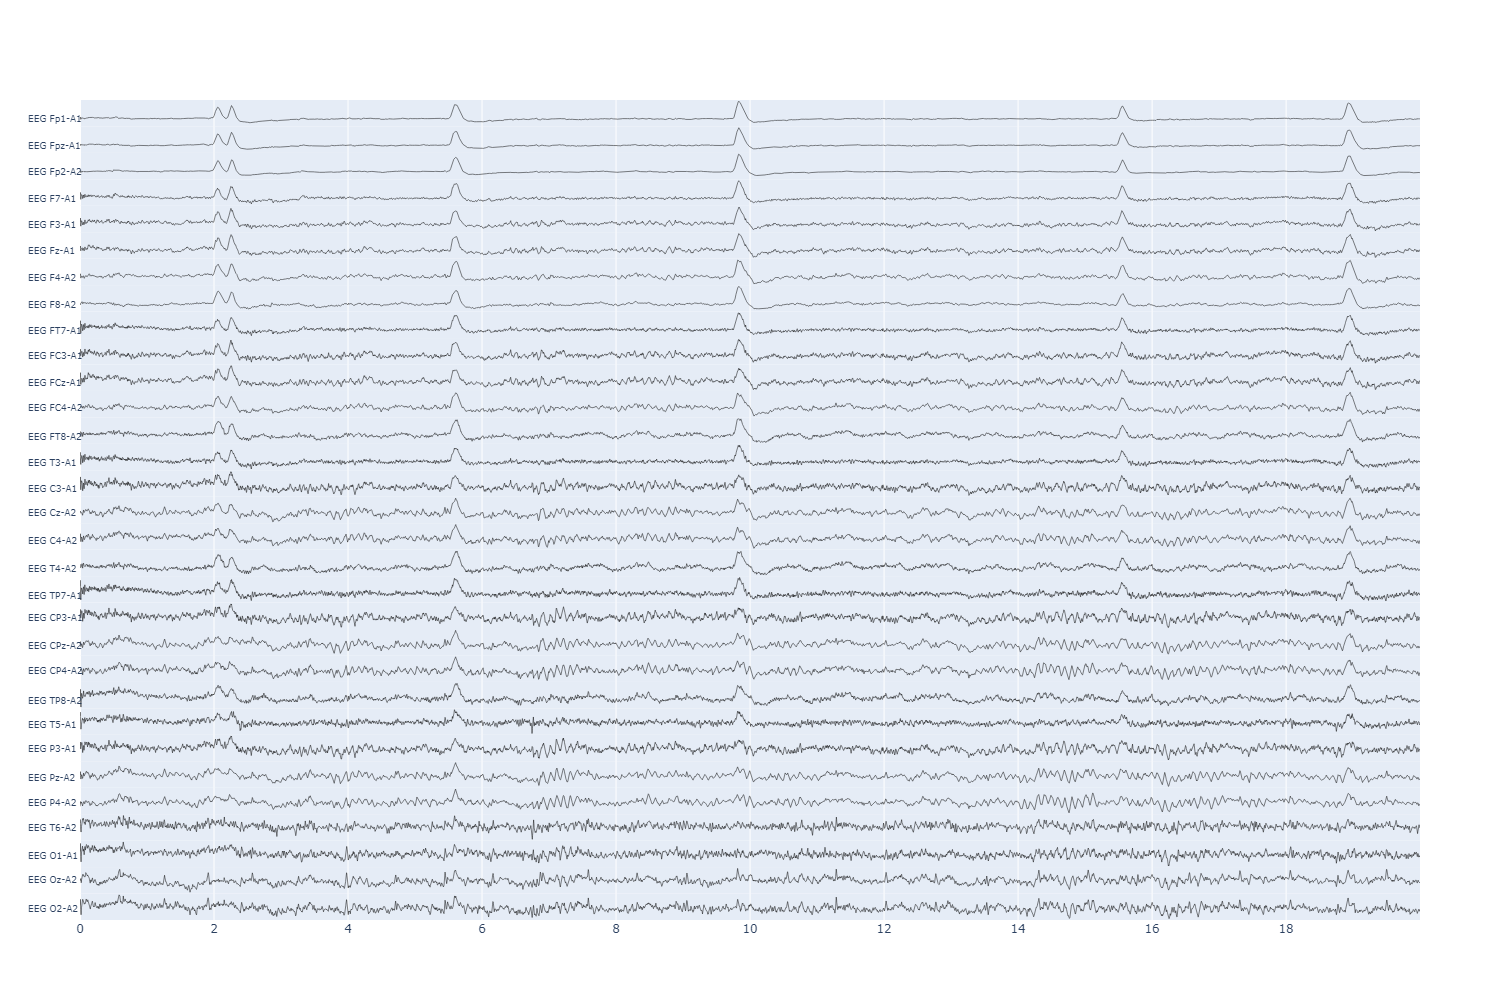 EEG Fp1-A1
EEG Fpz-A1
EEG Fp2-A2
EEG F7-A1
EEG F3-A1
EEG Fz-A1
EEG F4-A2
EEG F8-A2
EEG FT7-A1
EEG FC3-A1
EEG FCz-A1
EEG FC4-A2
EEG FT8-A2
EEG T3-A1
EEG C3-A1
EEG Cz-A2
EEG C4-A2
EEG T4-A2
EEG TP7-A1
EEG CP3-A1
EEG CPz-A2
EEG CP4-A2
EEG TP8-A2
EEG T5-A1
EEG P3-A1
EEG Pz-A2
EEG P4-A2
EEG T6-A2
EEG O1-A1
EEG Oz-A2
EEG O2-A2
0 2 4 6 8 10 12 14 16 18